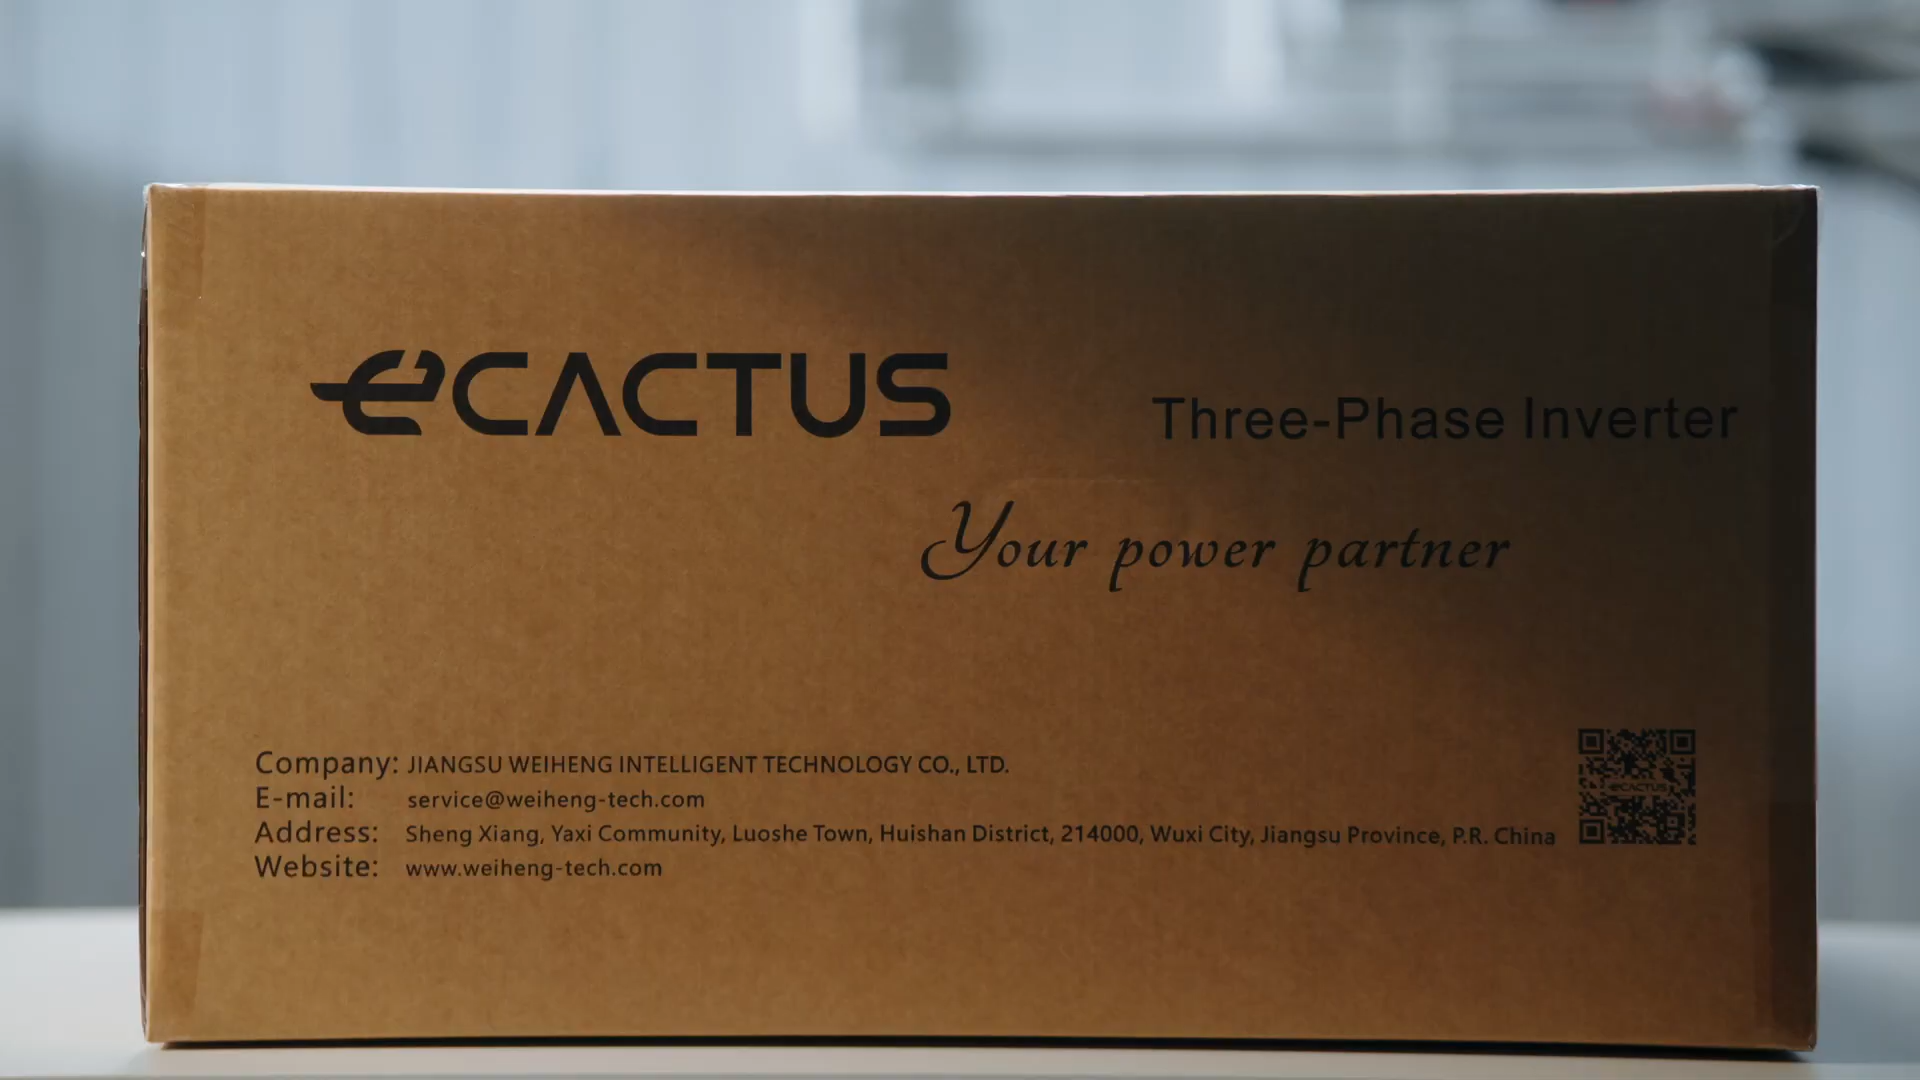 eCACTUS
Three-Phase Inverter
Your power partner
Company: JIANGSU WEIHENG INTELLIGENT TECHNOLOGY CO., LTD.
E-mail: service@weiheng-tech.com
Address: Sheng Xiang, Yaxi Community, Luoshe Town, Huishan District, 214000, Wuxi City, Jiangsu Province, P.R. China
Website: www.weiheng-tech.com
eCACTUS